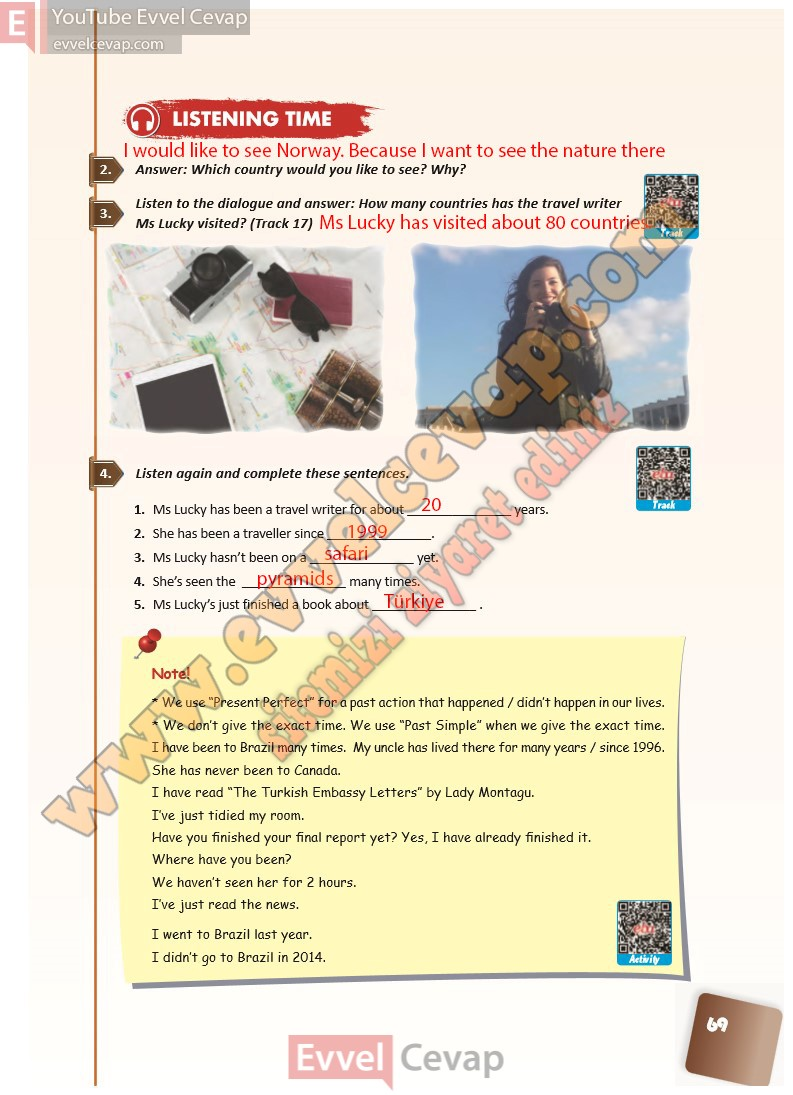 E
YouTube Evvel Cevap
evvelcevap.com
LISTENING TIME
I would like to see Norway. Because I want to see the nature there
2. Answer: Which country would you like to see? Why?
3. Listen to the dialogue and answer: How many countries has the travel writer
Ms Lucky visited? (Track 17) Ms Lucky has visited about 80 countries
Track
4. Listen again and complete these sentences.
Track
1. Ms Lucky has been a travel writer for about 20 years.
2. She has been a traveller since 1999.
3. Ms Lucky hasn't been on a safari yet.
4. She's seen the pyramids many times.
5. Ms Lucky's just finished a book about Türkiye .
www.evvelcevap.com
sitemizi ziyaret ediniz
Note!
* We use “Present Perfect” for a past action that happened / didn't happen in our lives.
* We don't give the exact time. We use “Past Simple” when we give the exact time.
I have been to Brazil many times. My uncle has lived there for many years / since 1996.
She has never been to Canada.
I have read “The Turkish Embassy Letters” by Lady Montagu.
I've just tidied my room.
Have you finished your final report yet? Yes, I have already finished it.
Where have you been?
We haven't seen her for 2 hours.
I've just read the news.
I went to Brazil last year.
I didn't go to Brazil in 2014.
Activity
69
Evvel Cevap